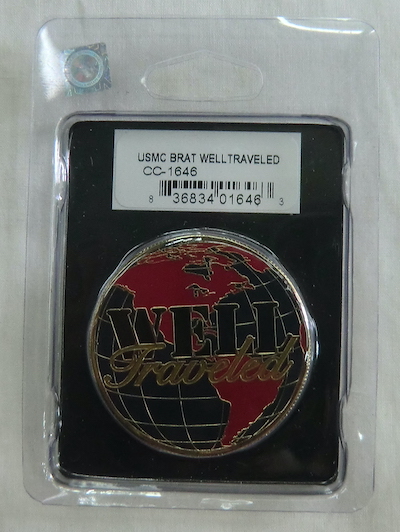 USMC BRAT WELLTRAVELED
CC-1646
8 36834 01646 3
WELL
Traveled